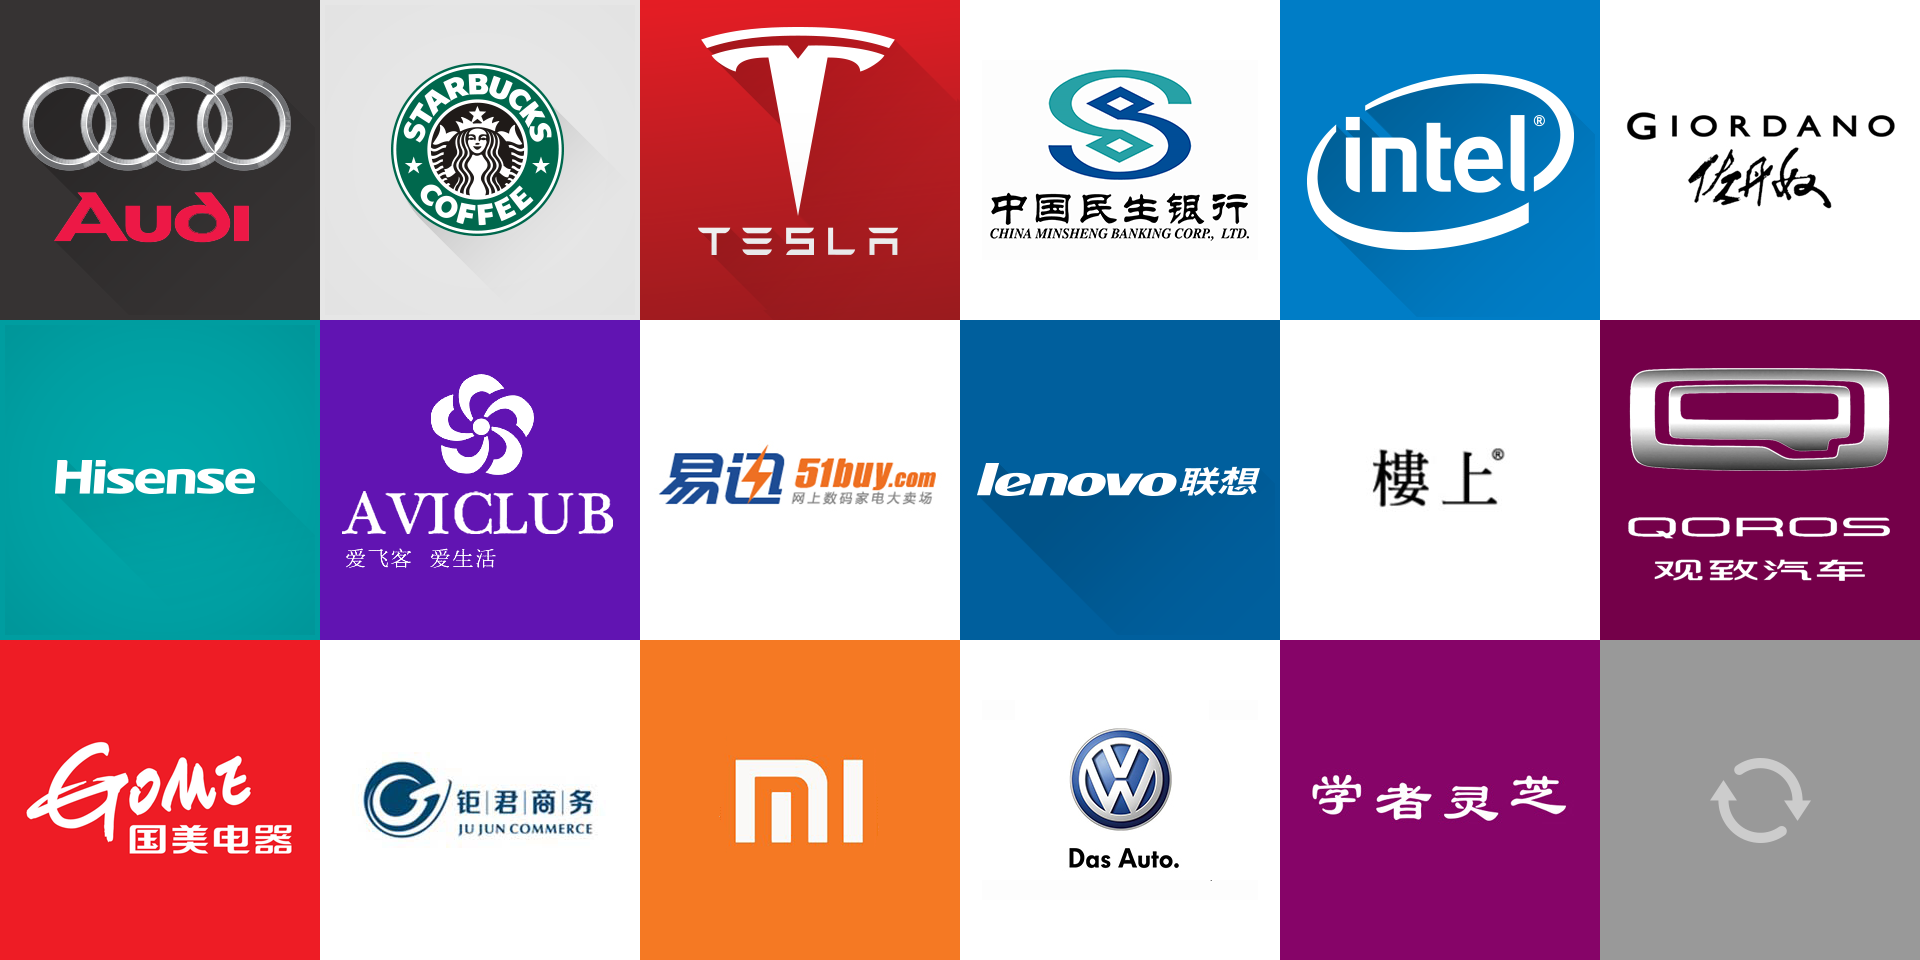 Audi
STARBUCKS
COFFEE
TESLA
中国民生银行
CHINA MINSHENG BANKING CORP., LTD.
intel®
GIORDANO
佐丹奴
Hisense
AVICLUB
爱飞客 爱生活
易迅 51buy.com
网上数码家电大卖场
lenovo联想
樓上®
QOROS
观致汽车
GOME
国美电器
钜|君|商|务
JU JUN COMMERCE
MI
Das Auto.
学者灵芝